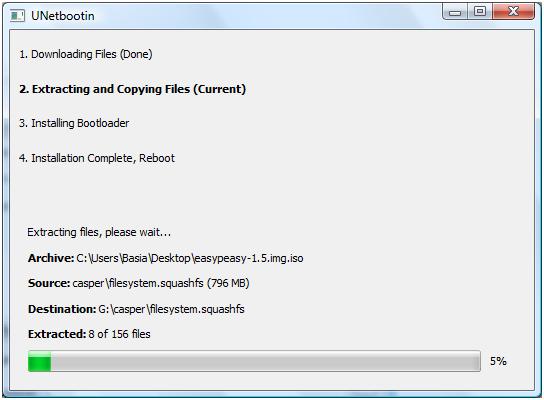 UNetbootin
1. Downloading Files (Done)
2. Extracting and Copying Files (Current)
3. Installing Bootloader
4. Installation Complete, Reboot
Extracting files, please wait...
Archive: C:\Users\Basia\Desktop\easypeasy-1.5.img.iso
Source: casper\filesystem.squashfs (796 MB)
Destination: G:\casper\filesystem.squashfs
Extracted: 8 of 156 files
5%